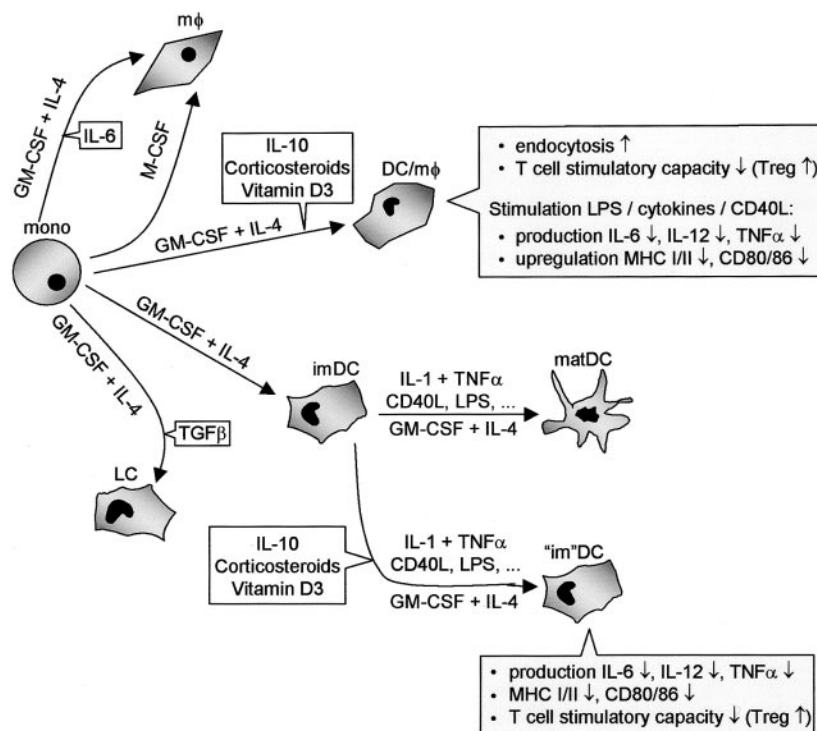 mφ
GM-CSF + IL-4
IL-6
M-CSF
mono
IL-10
Corticosteroids
Vitamin D3
GM-CSF + IL-4
DC/mφ
• endocytosis ↑
• T cell stimulatory capacity ↓ (Treg ↑)
Stimulation LPS / cytokines / CD40L:
• production IL-6 ↓, IL-12 ↓, TNFα ↓
• upregulation MHC I/II ↓, CD80/86 ↓
GM-CSF + IL-4
GM-CSF + IL-4
TGFβ
LC
imDC
IL-1 + TNFα
CD40L, LPS, ...
GM-CSF + IL-4
matDC
IL-10
Corticosteroids
Vitamin D3
IL-1 + TNFα
CD40L, LPS, ...
GM-CSF + IL-4
"im"DC
• production IL-6 ↓, IL-12 ↓, TNFα ↓
• MHC I/II ↓, CD80/86 ↓
• T cell stimulatory capacity ↓ (Treg ↑)